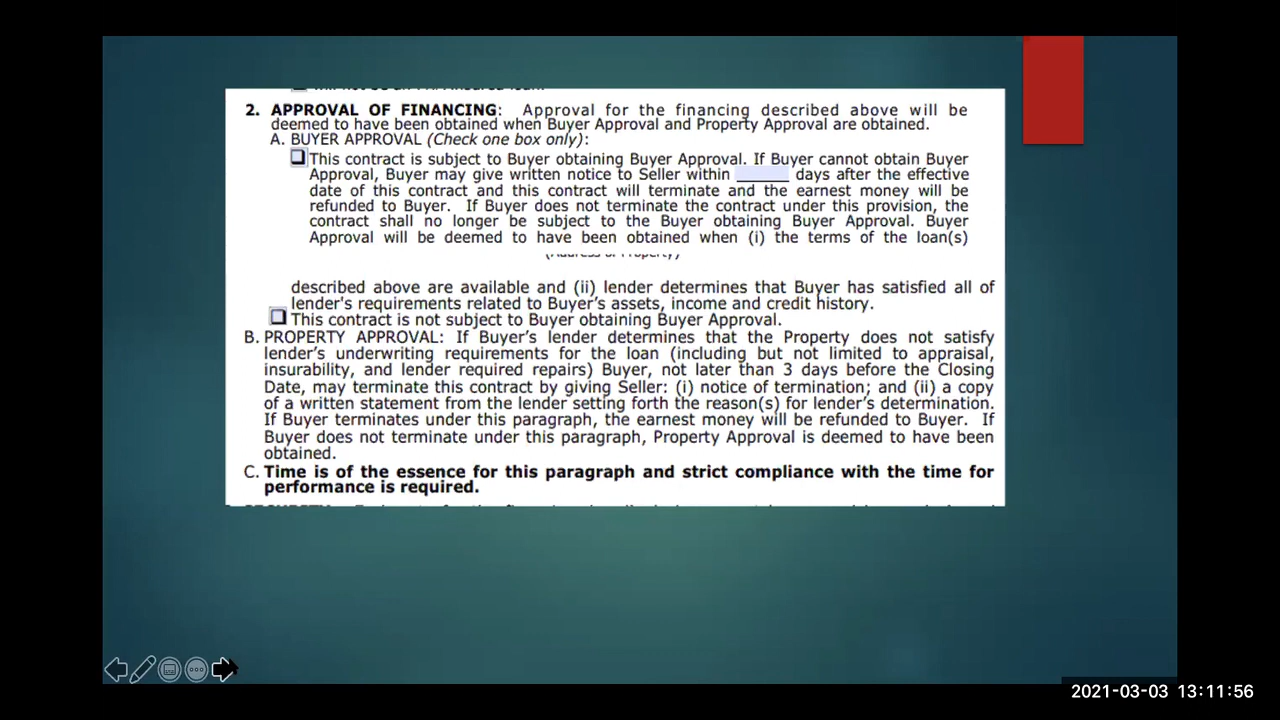 2. APPROVAL OF FINANCING: Approval for the financing described above will be
deemed to have been obtained when Buyer Approval and Property Approval are obtained.
A. BUYER APPROVAL (Check one box only):
This contract is subject to Buyer obtaining Buyer Approval. If Buyer cannot obtain Buyer
Approval, Buyer may give written notice to Seller within ______ days after the effective
date of this contract and this contract will terminate and the earnest money will be
refunded to Buyer. If Buyer does not terminate the contract under this provision, the
contract shall no longer be subject to the Buyer obtaining Buyer Approval. Buyer
Approval will be deemed to have been obtained when (i) the terms of the loan(s)
(Address of Property)
described above are available and (ii) lender determines that Buyer has satisfied all of
lender's requirements related to Buyer's assets, income and credit history.
This contract is not subject to Buyer obtaining Buyer Approval.
B. PROPERTY APPROVAL: If Buyer's lender determines that the Property does not satisfy
lender's underwriting requirements for the loan (including but not limited to appraisal,
insurability, and lender required repairs) Buyer, not later than 3 days before the Closing
Date, may terminate this contract by giving Seller: (i) notice of termination; and (ii) a copy
of a written statement from the lender setting forth the reason(s) for lender's determination.
If Buyer terminates under this paragraph, the earnest money will be refunded to Buyer. If
Buyer does not terminate under this paragraph, Property Approval is deemed to have been
obtained.
C. Time is of the essence for this paragraph and strict compliance with the time for
performance is required.
2021-03-03 13:11:56